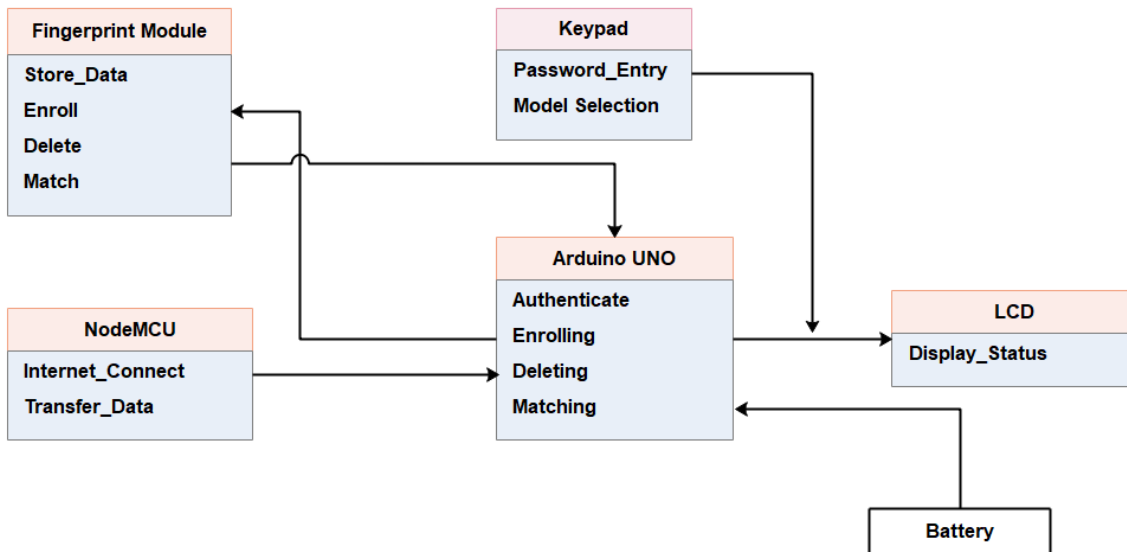 Fingerprint Module
Store_Data
Enroll
Delete
Match
Keypad
Password_Entry
Model Selection
Arduino UNO
Authenticate
Enrolling
Deleting
Matching
NodeMCU
Internet_Connect
Transfer_Data
LCD
Display_Status
Battery